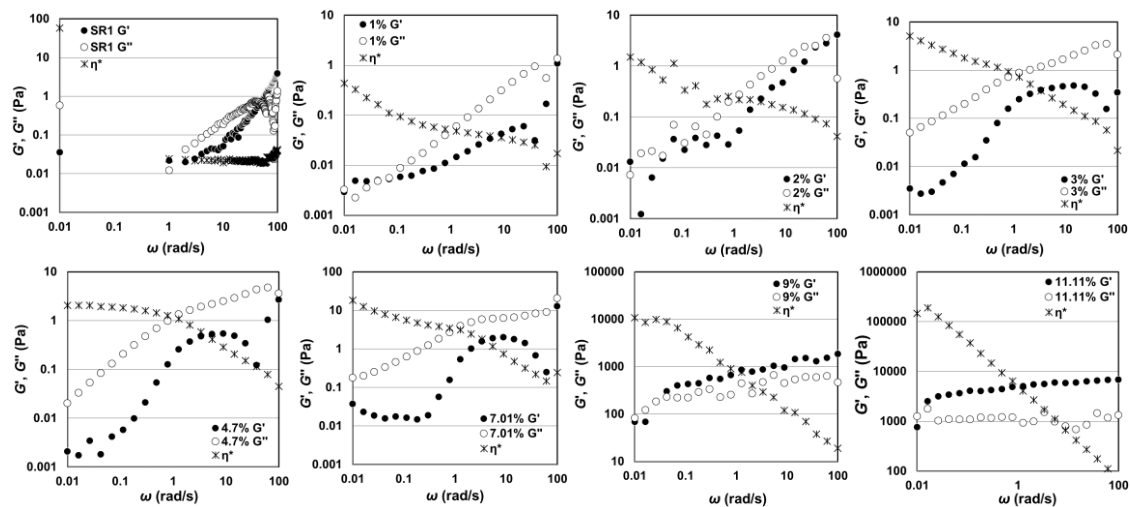 G', G" (Pa)
100
10
1
0.1
0.01
0.001
SR1 G'
SR1 G"
η*
0.01 0.1 1 10 100
ω (rad/s)
G', G" (Pa)
10
1
0.1
0.01
0.001
1% G'
1% G"
η*
0.01 0.1 1 10 100
ω (rad/s)
G', G" (Pa)
10
1
0.1
0.01
0.001
2% G'
2% G"
η*
0.01 0.1 1 10 100
ω (rad/s)
G', G" (Pa)
10
1
0.1
0.01
0.001
3% G'
3% G"
η*
0.01 0.1 1 10 100
ω (rad/s)
G', G" (Pa)
10
1
0.1
0.01
0.001
4.7% G'
4.7% G"
η*
0.01 0.1 1 10 100
ω (rad/s)
G', G" (Pa)
100
10
1
0.1
0.01
0.001
7.01% G'
7.01% G"
η*
0.01 0.1 1 10 100
ω (rad/s)
G', G" (Pa)
100000
10000
1000
100
10
9% G'
9% G"
η*
0.01 0.1 1 10 100
ω (rad/s)
G', G" (Pa)
1000000
100000
10000
1000
100
11.11% G'
11.11% G"
η*
0.01 0.1 1 10 100
ω (rad/s)